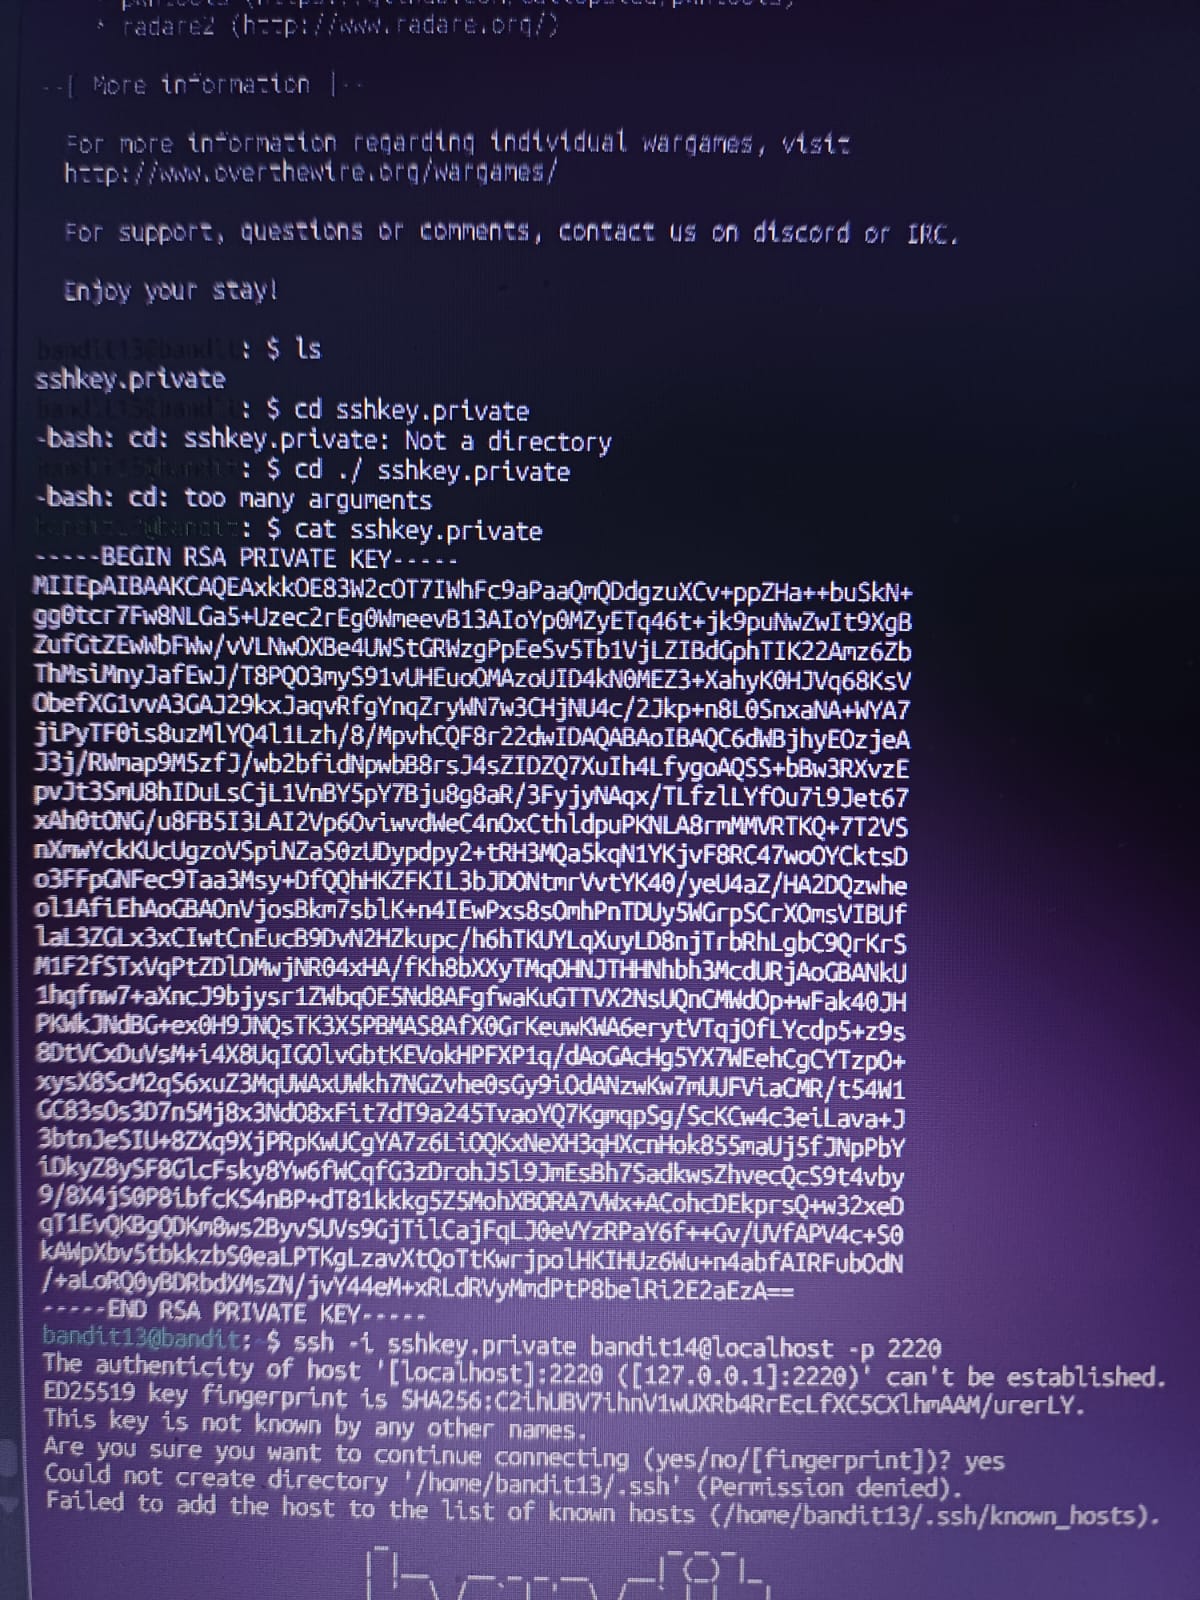 * radare2 (http://www.radare.org/)
--[ More information ]--
For more information regarding individual wargames, visit
http://www.overthewire.org/wargames/
For support, questions or comments, contact us on discord or IRC.
Enjoy your stay!
bandit13@bandit: $ ls
sshkey.private
bandit13@bandit: $ cd sshkey.private
-bash: cd: sshkey.private: Not a directory
bandit13@bandit: $ cd ./ sshkey.private
-bash: cd: too many arguments
bandit13@bandit: $ cat sshkey.private
-----BEGIN RSA PRIVATE KEY-----
MIIEpAIBAAKCAQEAxkkOE83W2cOT7IWhFc9aPaaQmQDdgzuXCv+ppZHa++buSkN+
gg0tcr7Fw8NLGa5+Uzec2rEg0WmeevB13AIoYp0MZyETq46t+jk9puNwZwIt9XgB
ZufGtZEwWbFWw/vVLNwOXBe4UWStGRWzgPpEeSv5Tb1VjLZIBdGphTIK22Amz6Zb
ThMsiMnyJafEwJ/T8PQO3myS91vUHEuoOMAzoUID4kN0MEZ3+XahyK0HJVq68KsV
ObefXG1vvA3GAJ29kxJaqvRfgYnqZryWN7w3CHjNU4c/2Jkp+n8L0SnxaNA+WYA7
jiPyTF0is8uzMlYQ4l1Lzh/8/MpvhCQF8r22dwIDAQABAoIBAQC6dWBjhyEOzjeA
J3j/RWmap9M5zfJ/wb2bfidNpwbB8rsJ4sZIDZQ7XuIh4LfygoAQSS+bBw3RXvzE
pvJt3SmU8hIDuLsCjL1VnBY5pY7Bju8g8aR/3FyjyNAqx/TLfzlLYfOu7i9Jet67
xAh0tONG/u8FB5I3LAI2Vp6OviwvdWeC4nOxCthldpuPKNLA8rmMMVRTKQ+7T2VS
nXmwYckKUcUgzoVSpiNZaS0zUDypdpy2+tRH3MQa5kqN1YKjvF8RC47woOYCktsD
o3FFpGNFec9Taa3Msy+DfQQhHKZFKIL3bJDONtmrVvtYK40/yeU4aZ/HA2DQzwhe
ol1AfiEhAoGBAOnVjosBkm7sblK+n4IEwPxs8sOmhPnTDUy5WGrpSCrXOmsVIBUf
laL3ZGLx3xCIwtCnEucB9DvN2HZkupc/h6hTKUYLqXuyLD8njTrbRhLgbC9QrKrS
M1F2fSTxVqPtZDlDMwjNR04xHA/fKh8bXXyTMqOHNJTHHNhbh3McdURjAoGBANkU
1hqfnw7+aXncJ9bjysr1ZWbqOE5Nd8AFgfwaKuGTTVX2NsUQnCMWdOp+wFak40JH
PKWkJNdBG+ex0H9JNQsTK3X5PBMAS8AfX0GrKeuwKWA6erytVTqjOfLYcdp5+z9s
8DtVCxDuVsM+i4X8UqIGOlvGbtKEVokHPFXP1q/dAoGAcHg5YX7WEehCgCYTzpO+
xysX8ScM2qS6xuZ3MqUWAxUWkh7NGZvhe0sGy9iOdANzwKw7mUUFViaCMR/t54W1
GC83sOs3D7n5Mj8x3NdO8xFit7dT9a245TvaoYQ7KgmqpSg/ScKCw4c3eiLava+J
3btnJeSIU+8ZXq9XjPRpKwUCgYA7z6LiOQKxNeXH3qHXcnHok855maUj5fJNpPbY
iDkyZ8ySF8GlcFsky8Yw6fWCqfG3zDrohJ5l9JmEsBh7SadkwsZhvecQcS9t4vby
9/8X4jS0P8ibfcKS4nBP+dT81kkkg5Z5MohXBORA7VWx+ACohcDEkprsQ+w32xeD
qT1EvQKBgQDKm8ws2ByvSUVs9GjTilCajFqLJ0eVYzRPaY6f++Gv/UVfAPV4c+S0
kAWpXbv5tbkkzbS0eaLPTKgLzavXtQoTtKwrjpolHKIHUz6Wu+n4abfAIRFubOdN
/+aLoRQ0yBDRbdXMsZN/jvY44eM+xRLdRVyMmdPtP8belRi2E2aEzA==
-----END RSA PRIVATE KEY-----
bandit13@bandit: $ ssh -i sshkey.private bandit14@localhost -p 2220
The authenticity of host '[localhost]:2220 ([127.0.0.1]:2220)' can't be established.
ED25519 key fingerprint is SHA256:C2ihUBV7ihnV1wUXRb4RrEcLfXC5CXlhmAAM/urerLY.
This key is not known by any other names.
Are you sure you want to continue connecting (yes/no/[fingerprint])? yes
Could not create directory '/home/bandit13/.ssh' (Permission denied).
Failed to add the host to the list of known hosts (/home/bandit13/.ssh/known_hosts).